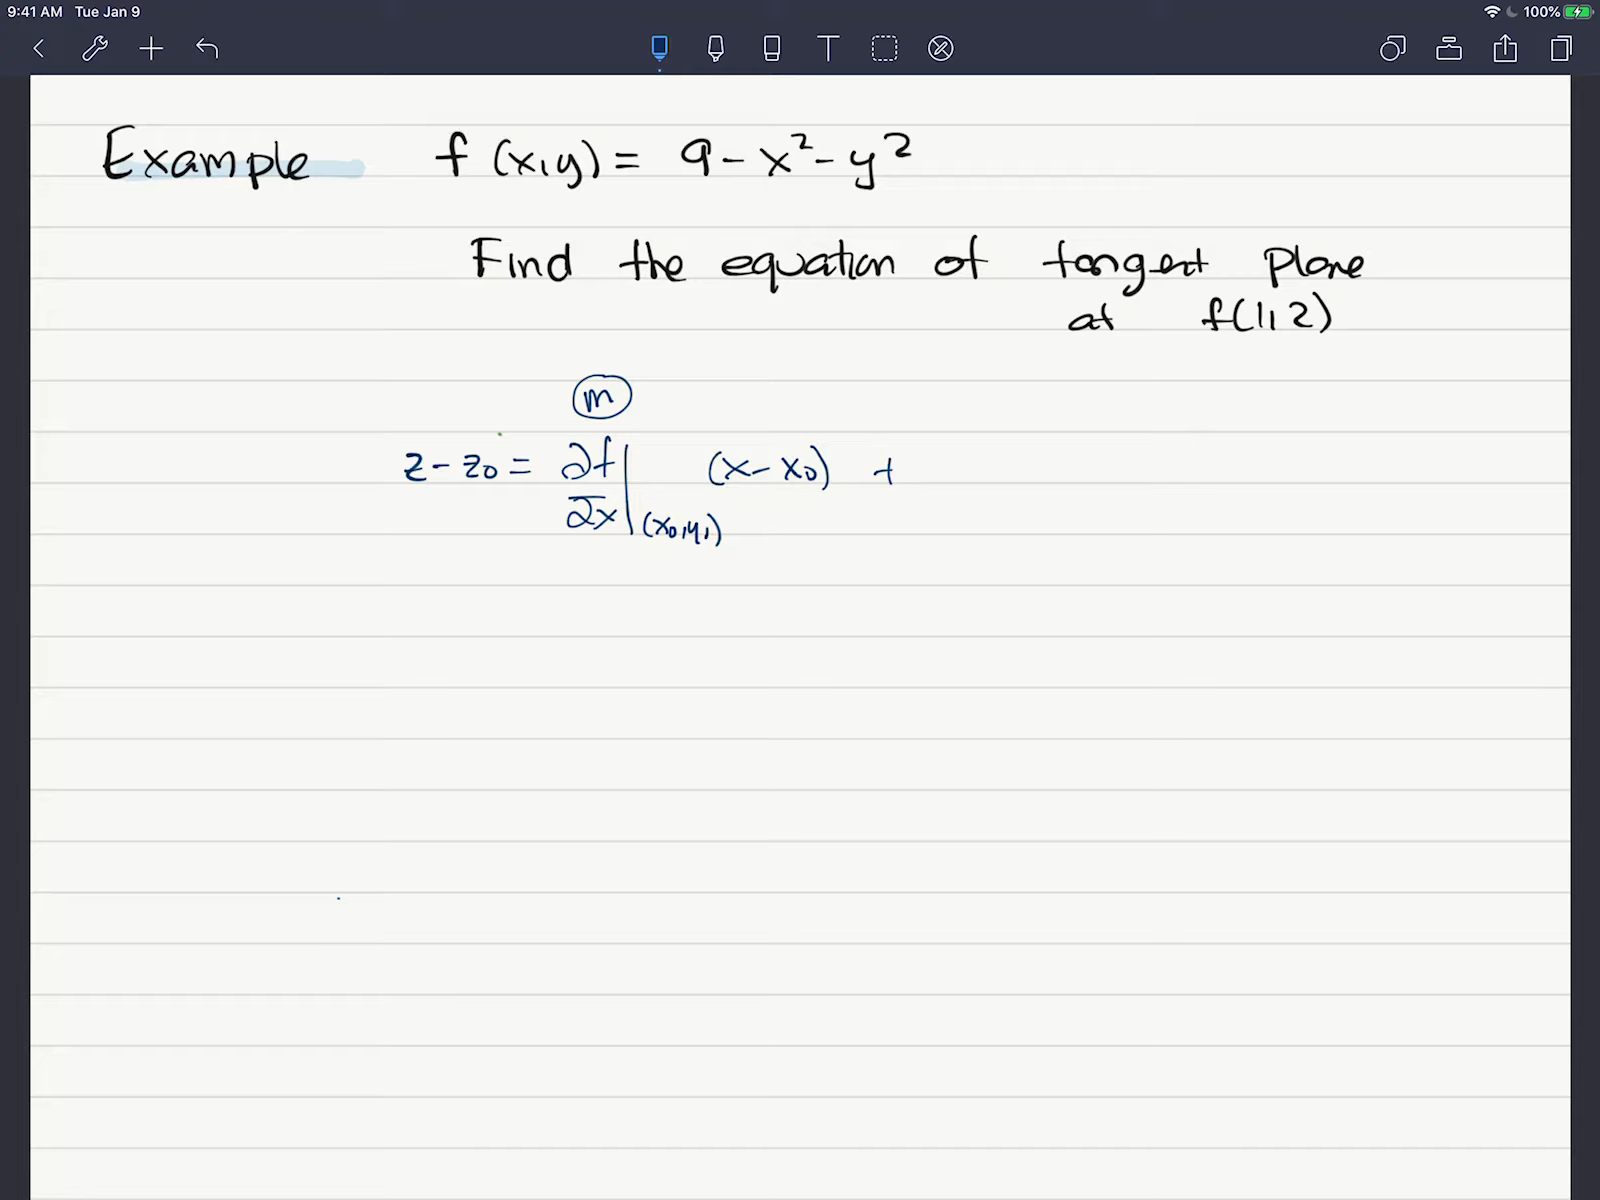 9:41 AM Tue Jan 9 100%
Example f(x,y) = 9 - x² - y²
Find the equation of tangent plane
at f(1,2)
m
z - z₀ = ∂f/∂x |(x₀,y₁) (x - x₀) +